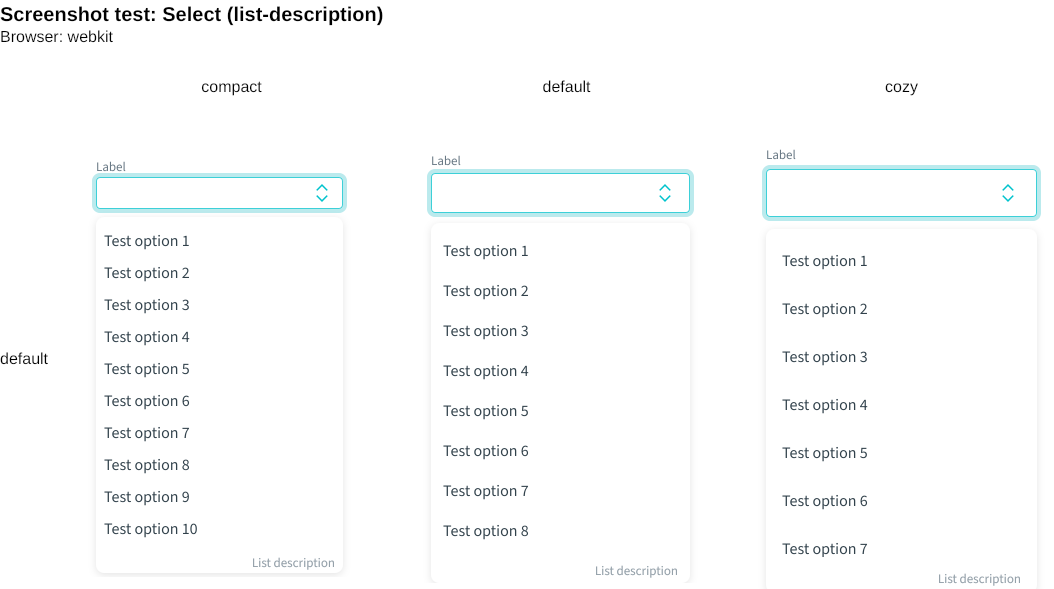 Screenshot test: Select (list-description)
Browser: webkit
compact
default
cozy
default
Label
Test option 1
Test option 2
Test option 3
Test option 4
Test option 5
Test option 6
Test option 7
Test option 8
Test option 9
Test option 10
List description
Label
Test option 1
Test option 2
Test option 3
Test option 4
Test option 5
Test option 6
Test option 7
Test option 8
List description
Label
Test option 1
Test option 2
Test option 3
Test option 4
Test option 5
Test option 6
Test option 7
List description